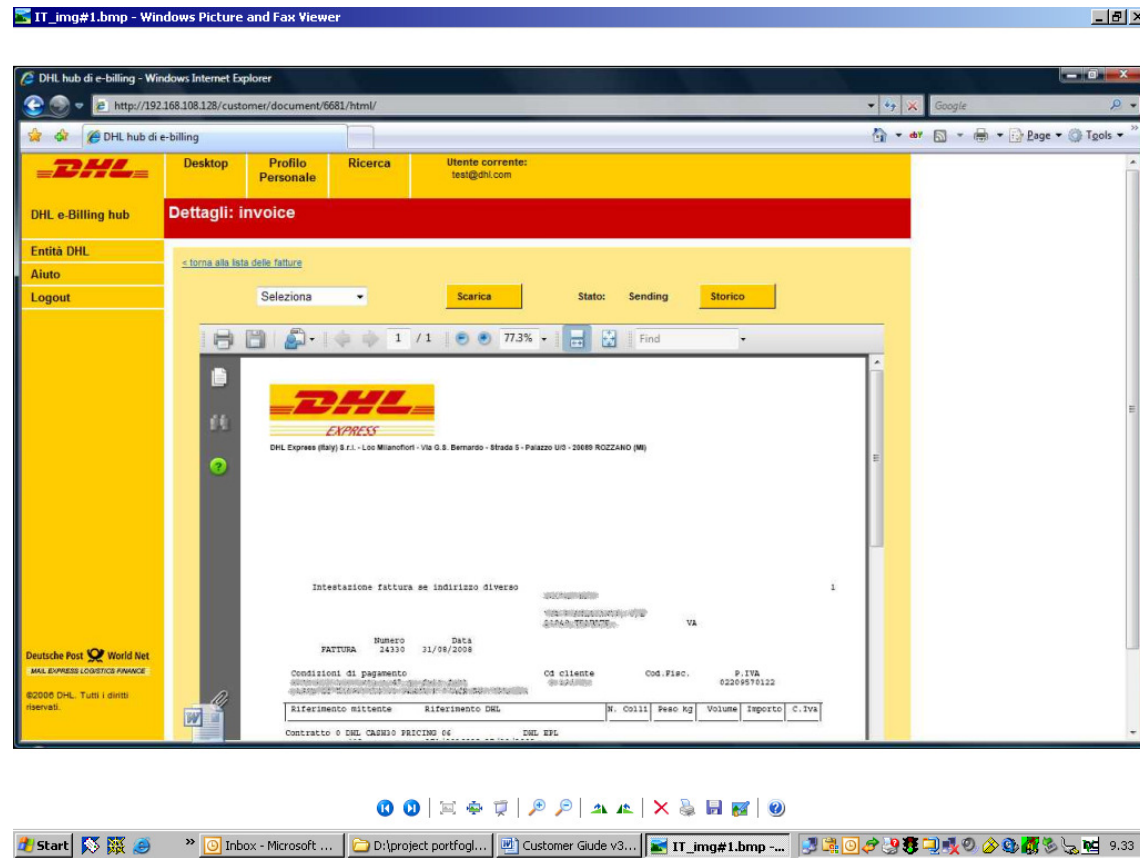 IT_img#1.bmp - Windows Picture and Fax Viewer
DHL hub di e-billing - Windows Internet Explorer
http://192.168.108.128/customer/document/6681/html/
Google
DHL hub di e-billing
Page
Tools
DHL
Desktop
Profilo Personale
Ricerca
Utente corrente:
test@dhl.com
DHL e-Billing hub
Dettagli: invoice
Entità DHL
Aiuto
Logout
< torna alla lista delle fatture
Seleziona
Scarica
Stato: Sending
Storico
1 / 1
77.3%
Find
DHL
EXPRESS
DHL Express (Italy) S.r.l. - Loc Milanofiori - Via G.S. Bernardo - Strada 5 - Palazzo U/3 - 20089 ROZZANO (MI)
Intestazione fattura se indirizzo diverso
1
VA
Numero Data
FATTURA 24330 31/08/2008
Condizioni di pagamento Cd cliente Cod.Fisc. P.IVA
02209570122
Riferimento mittente Riferimento DHL N. Colli Peso Kg Volume Importo C.Iva
Contratto 0 DHL CASH30 PRICING 06 DHL EPL
Deutsche Post World Net
MAIL EXPRESS LOGISTICS FINANCE
©2006 DHL. Tutti i diritti
riservati.
Start
Inbox - Microsoft ...
D:\project portfogl...
Customer Giude v3...
IT_img#1.bmp -...
9.33